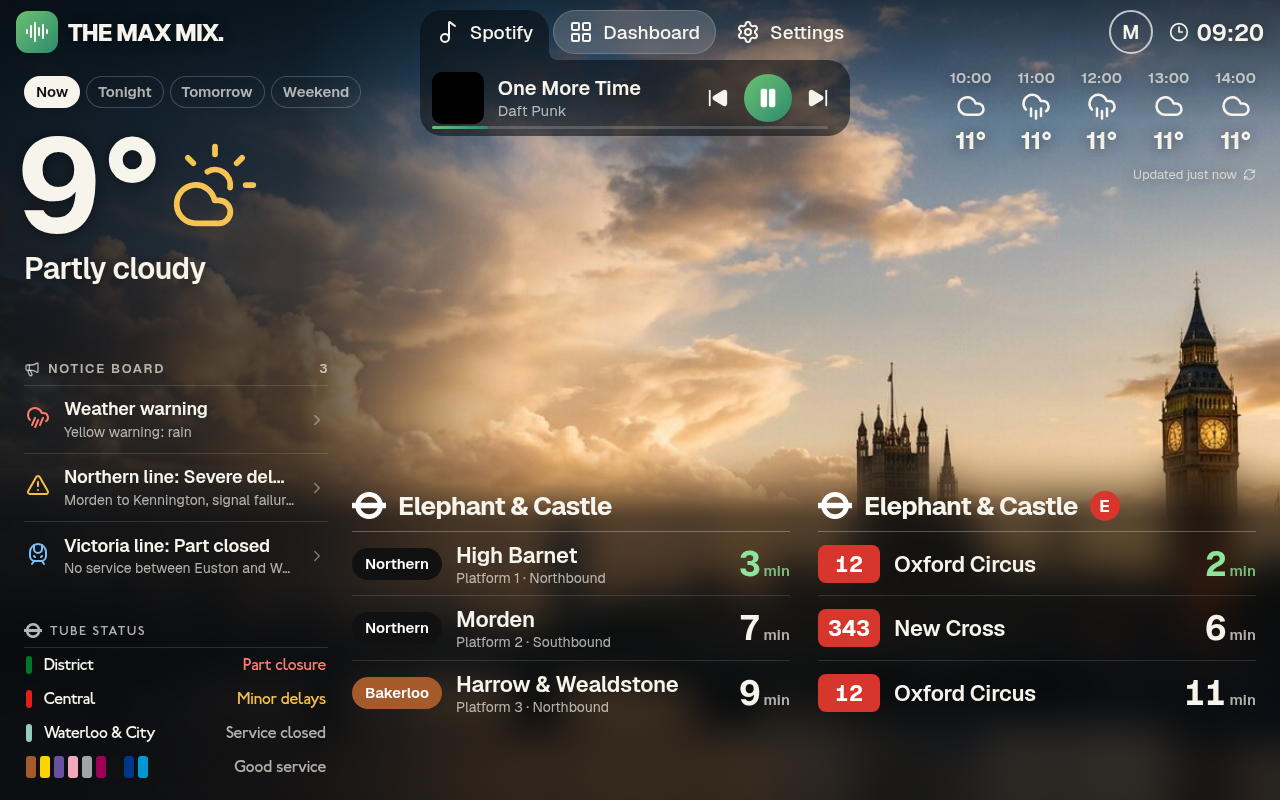 THE MAX MIX.
Spotify
Dashboard
Settings
M
09:20
Now
Tonight
Tomorrow
Weekend
One More Time
Daft Punk
10:00 11:00 12:00 13:00 14:00
11° 11° 11° 11° 11°
Updated just now
9°
Partly cloudy
NOTICE BOARD 3
Weather warning
Yellow warning: rain
Northern line: Severe del...
Morden to Kennington, signal failur...
Victoria line: Part closed
No service between Euston and W...
TUBE STATUS
District Part closure
Central Minor delays
Waterloo & City Service closed
Good service
Elephant & Castle
Northern High Barnet 3 min
Platform 1 · Northbound
Northern Morden 7 min
Platform 2 · Southbound
Bakerloo Harrow & Wealdstone 9 min
Platform 3 · Northbound
Elephant & Castle E
12 Oxford Circus 2 min
343 New Cross 6 min
12 Oxford Circus 11 min